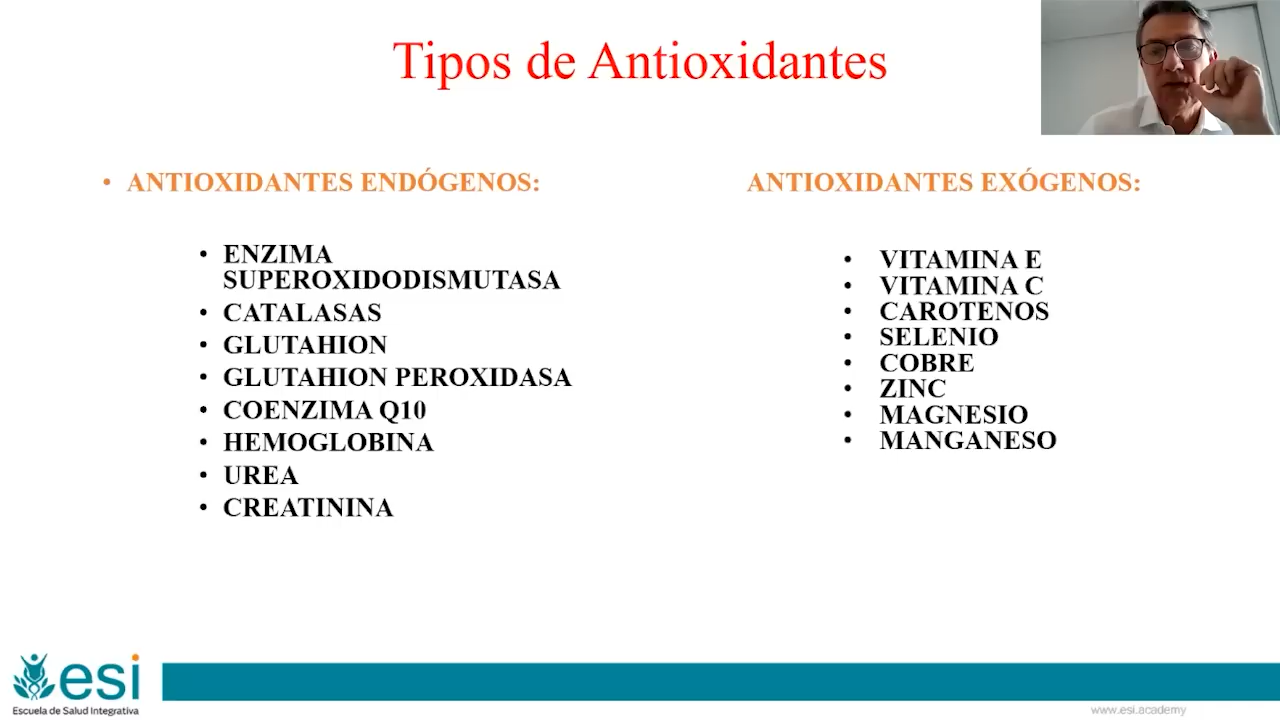 Tipos de Antioxidantes
• ANTIOXIDANTES ENDÓGENOS:
• ENZIMA
SUPEROXIDODISMUTASA
• CATALASAS
• GLUTAHION
• GLUTAHION PEROXIDASA
• COENZIMA Q10
• HEMOGLOBINA
• UREA
• CREATININA
ANTIOXIDANTES EXÓGENOS:
• VITAMINA E
• VITAMINA C
• CAROTENOS
• SELENIO
• COBRE
• ZINC
• MAGNESIO
• MANGANESO
esi
Escuela de Salud Integrativa
www.esi.academy